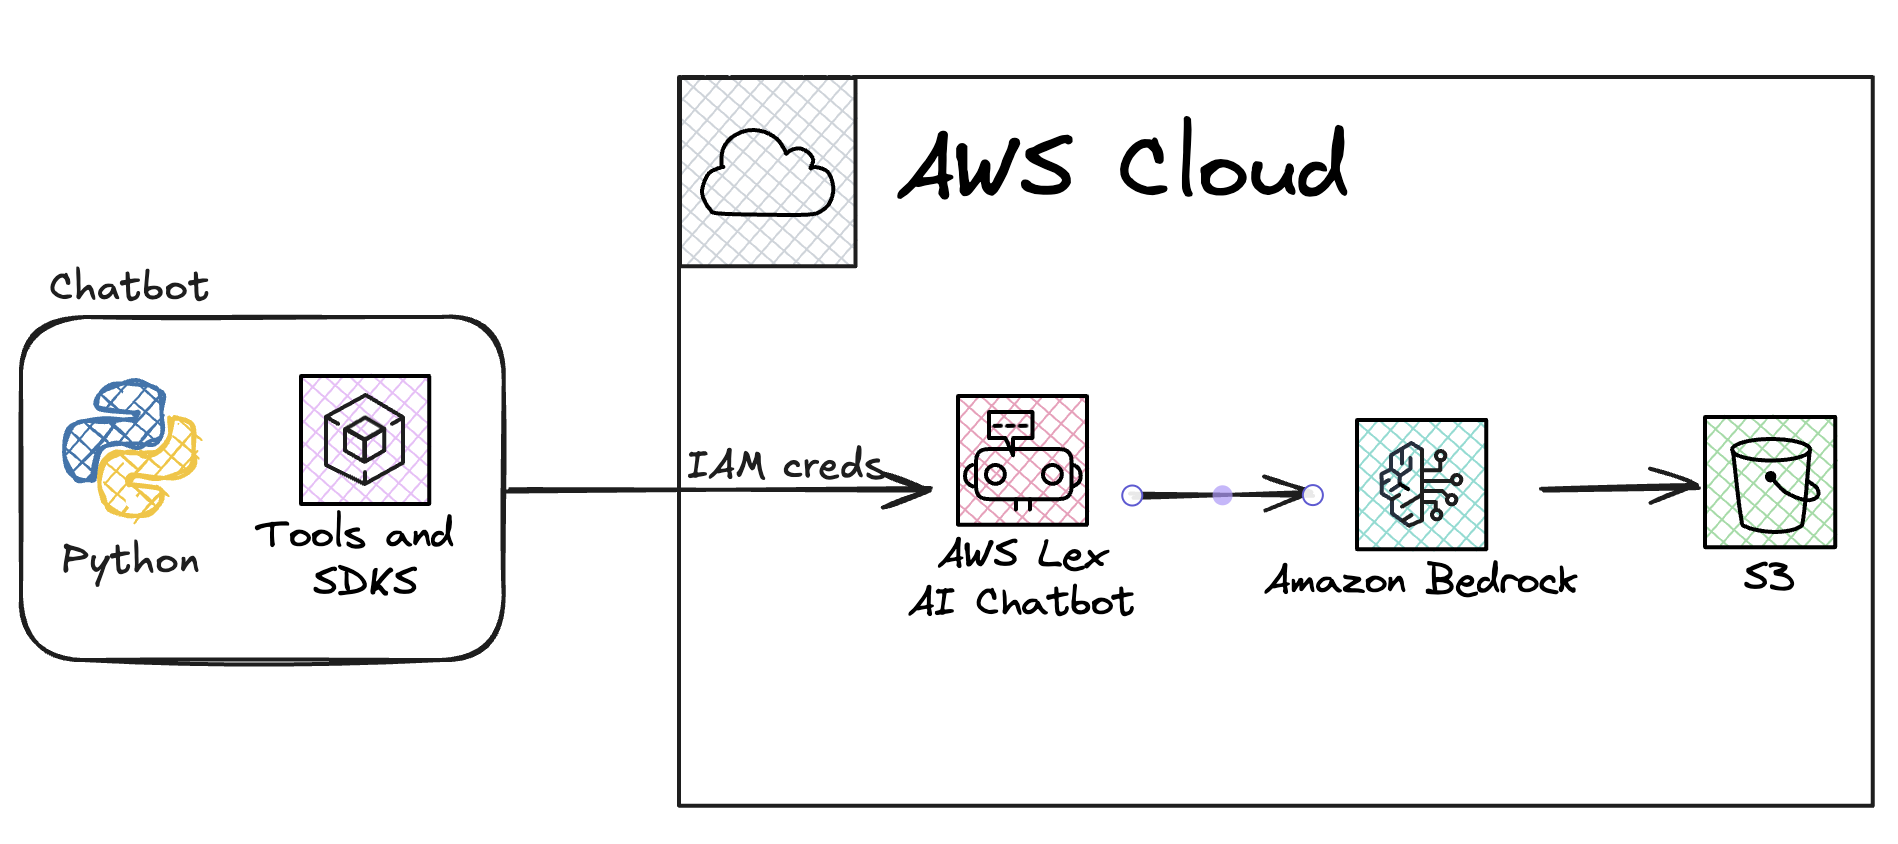 AWS Cloud
Chatbot
Python
Tools and
SDKS
IAM creds
AWS Lex
AI Chatbot
Amazon Bedrock
S3